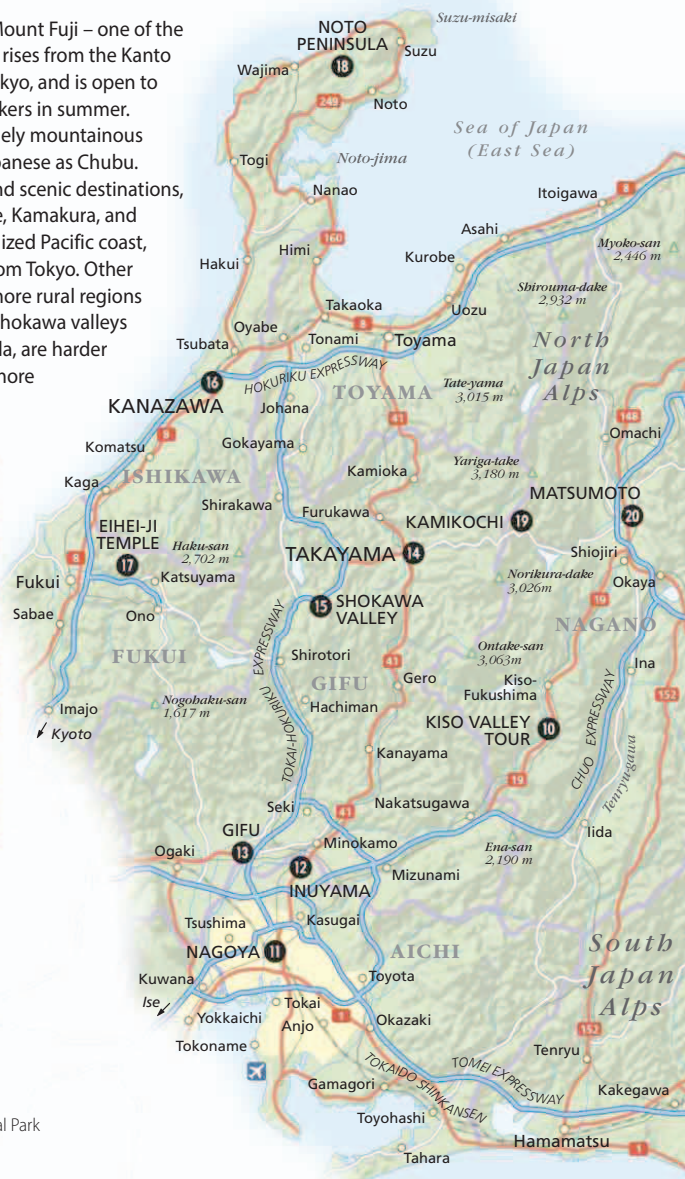 Mount Fuji – one of the
rises from the Kanto
kyo, and is open to
kers in summer.
ely mountainous
panese as Chubu.
nd scenic destinations,
e, Kamakura, and
ized Pacific coast,
om Tokyo. Other
more rural regions
hokawa valleys
da, are harder
more
Suzu-misaki
NOTO
PENINSULA
18
Suzu
Wajima
249
Noto
Sea of Japan
(East Sea)
Togi
Noto-jima
Nanao
Itoigawa
8
Asahi
160
Myoko-san
2,446 m
Hakui
Himi
Kurobe
Shirouma-dake
2,932 m
Takaoka
Uozu
Oyabe
8
Tsubata
Tonami
Toyama
North
Japan
Alps
HOKURIKU EXPRESSWAY
16
KANAZAWA
Johana
TOYAMA
Tate-yama
3,015 m
41
148
8
Komatsu
Gokayama
Omachi
ISHIKAWA
Kamioka
Yariga-take
3,180 m
Kaga
Shirakawa
Furukawa
MATSUMOTO
20
EIHEI-JI
TEMPLE
17
Haku-san
2,702 m
KAMIKOCHI
19
8
TAKAYAMA
14
Shiojiri
Fukui
Katsuyama
Norikura-dake
3,026m
Okaya
Sabae
Ono
15
SHOKAWA
VALLEY
19
NAGANO
FUKUI
Shirotori
41
Ontake-san
3,063m
Ina
GIFU
Gero
Kiso-
Fukushima
152
Imajo
Nogohaku-san
1,617 m
Hachiman
Kyoto
KISO VALLEY
TOUR
10
TOKAI-HOKURIKU EXPRESSWAY
Kanayama
CHUO EXPRESSWAY
Tenryu-gawa
19
Seki
41
Nakatsugawa
GIFU
13
Minokamo
Ena-san
2,190 m
Iida
Ogaki
12
INUYAMA
Mizunami
Tsushima
Kasugai
NAGOYA
11
AICHI
South
Japan
Alps
Kuwana
Toyota
Ise
Tokai
1
Yokkaichi
Anjo
Okazaki
152
Tokoname
Tenryu
TOMEI EXPRESSWAY
Gamagori
TOKAIDO SHINKANSEN
Kakegawa
Toyohashi
al Park
Hamamatsu
1
Tahara